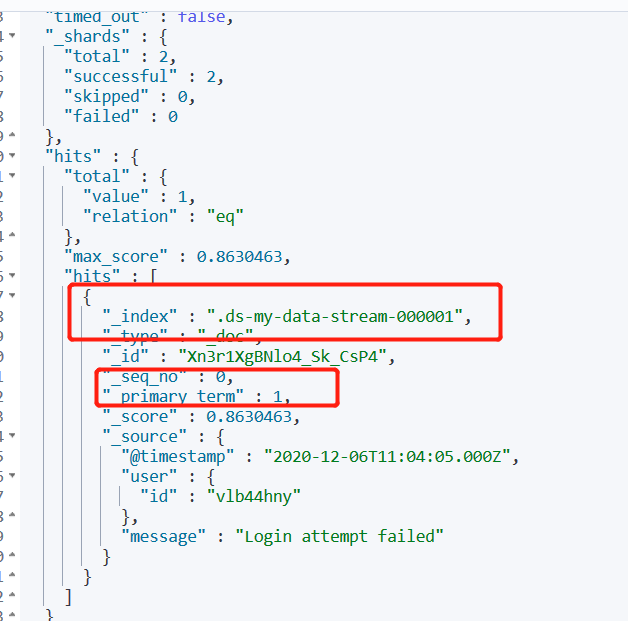 "timed_out" : false,
"_shards" : {
"total" : 2,
"successful" : 2,
"skipped" : 0,
"failed" : 0
},
"hits" : {
"total" : {
"value" : 1,
"relation" : "eq"
},
"max_score" : 0.8630463,
"hits" : [
{
"_index" : ".ds-my-data-stream-000001",
"_type" : "_doc",
"_id" : "Xn3r1XgBNlo4_Sk_CsP4",
"_seq_no" : 0,
"_primary_term" : 1,
"_score" : 0.8630463,
"_source" : {
"@timestamp" : "2020-12-06T11:04:05.000Z",
"user" : {
"id" : "vlb44hny"
},
"message" : "Login attempt failed"
}
}
]
}